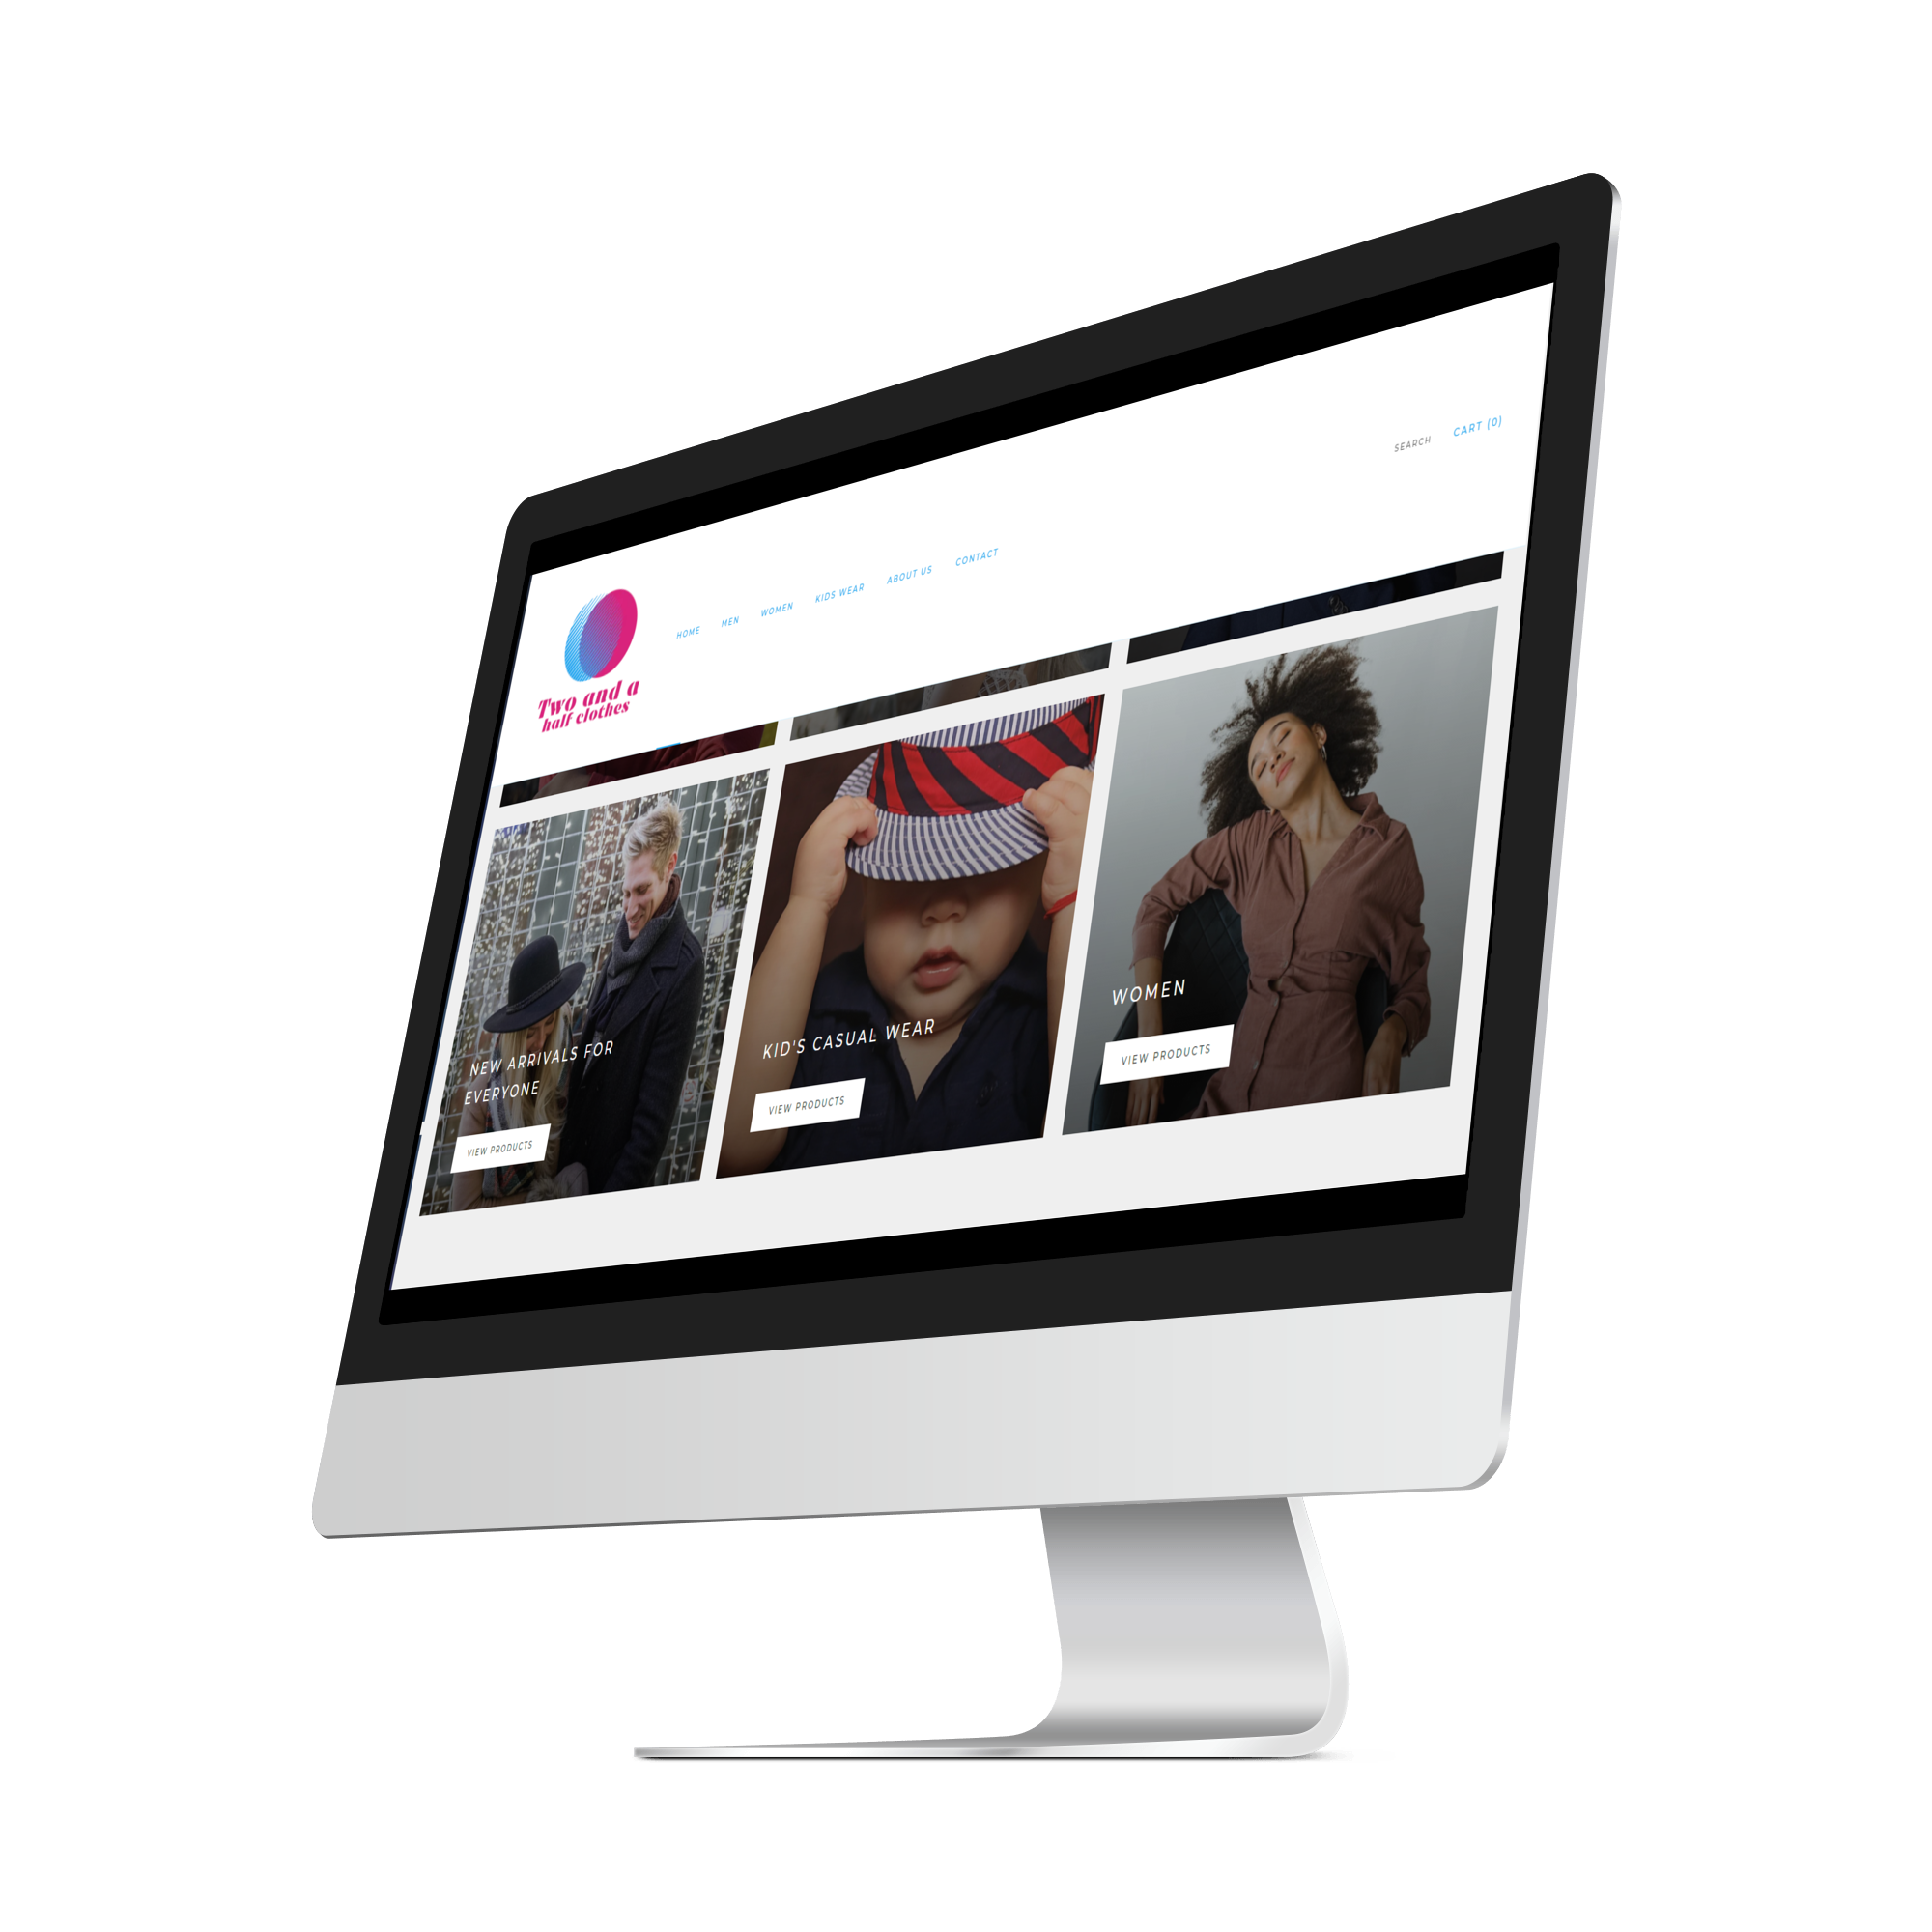 Two and a
half clothes
HOME MEN WOMEN KIDS WEAR ABOUT US CONTACT
SEARCH CART (0)
NEW ARRIVALS FOR
EVERYONE
VIEW PRODUCTS
KID'S CASUAL WEAR
VIEW PRODUCTS
WOMEN
VIEW PRODUCTS